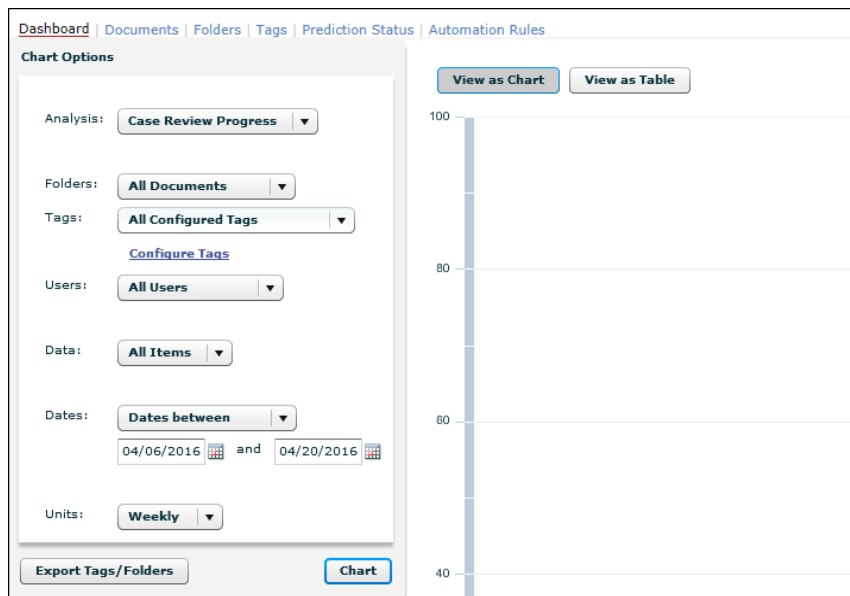 Dashboard | Documents | Folders | Tags | Prediction Status | Automation Rules
Chart Options
Analysis: Case Review Progress
Folders: All Documents
Tags: All Configured Tags
Configure Tags
Users: All Users
Data: All Items
Dates: Dates between
04/06/2016 and 04/20/2016
Units: Weekly
Export Tags/Folders Chart
View as Chart View as Table
100
80
60
40